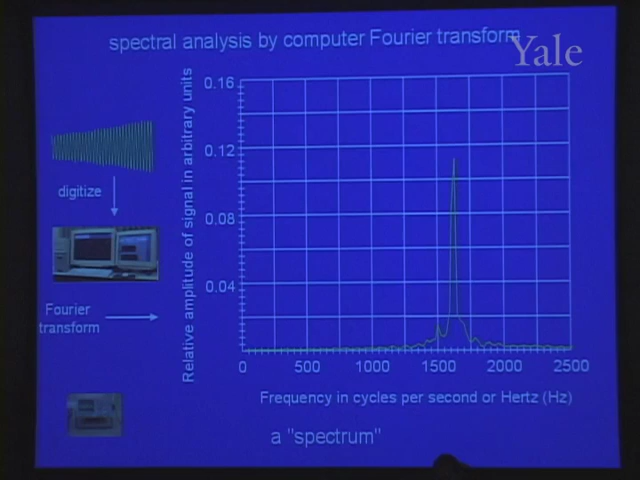 spectral analysis by computer Fourier transform
Yale
Relative amplitude of signal in arbitrary units
0.16
0.12
0.08
0.04
digitize
Fourier
transform
0 500 1000 1500 2000 2500
Frequency in cycles per second or Hertz (Hz)
a "spectrum"